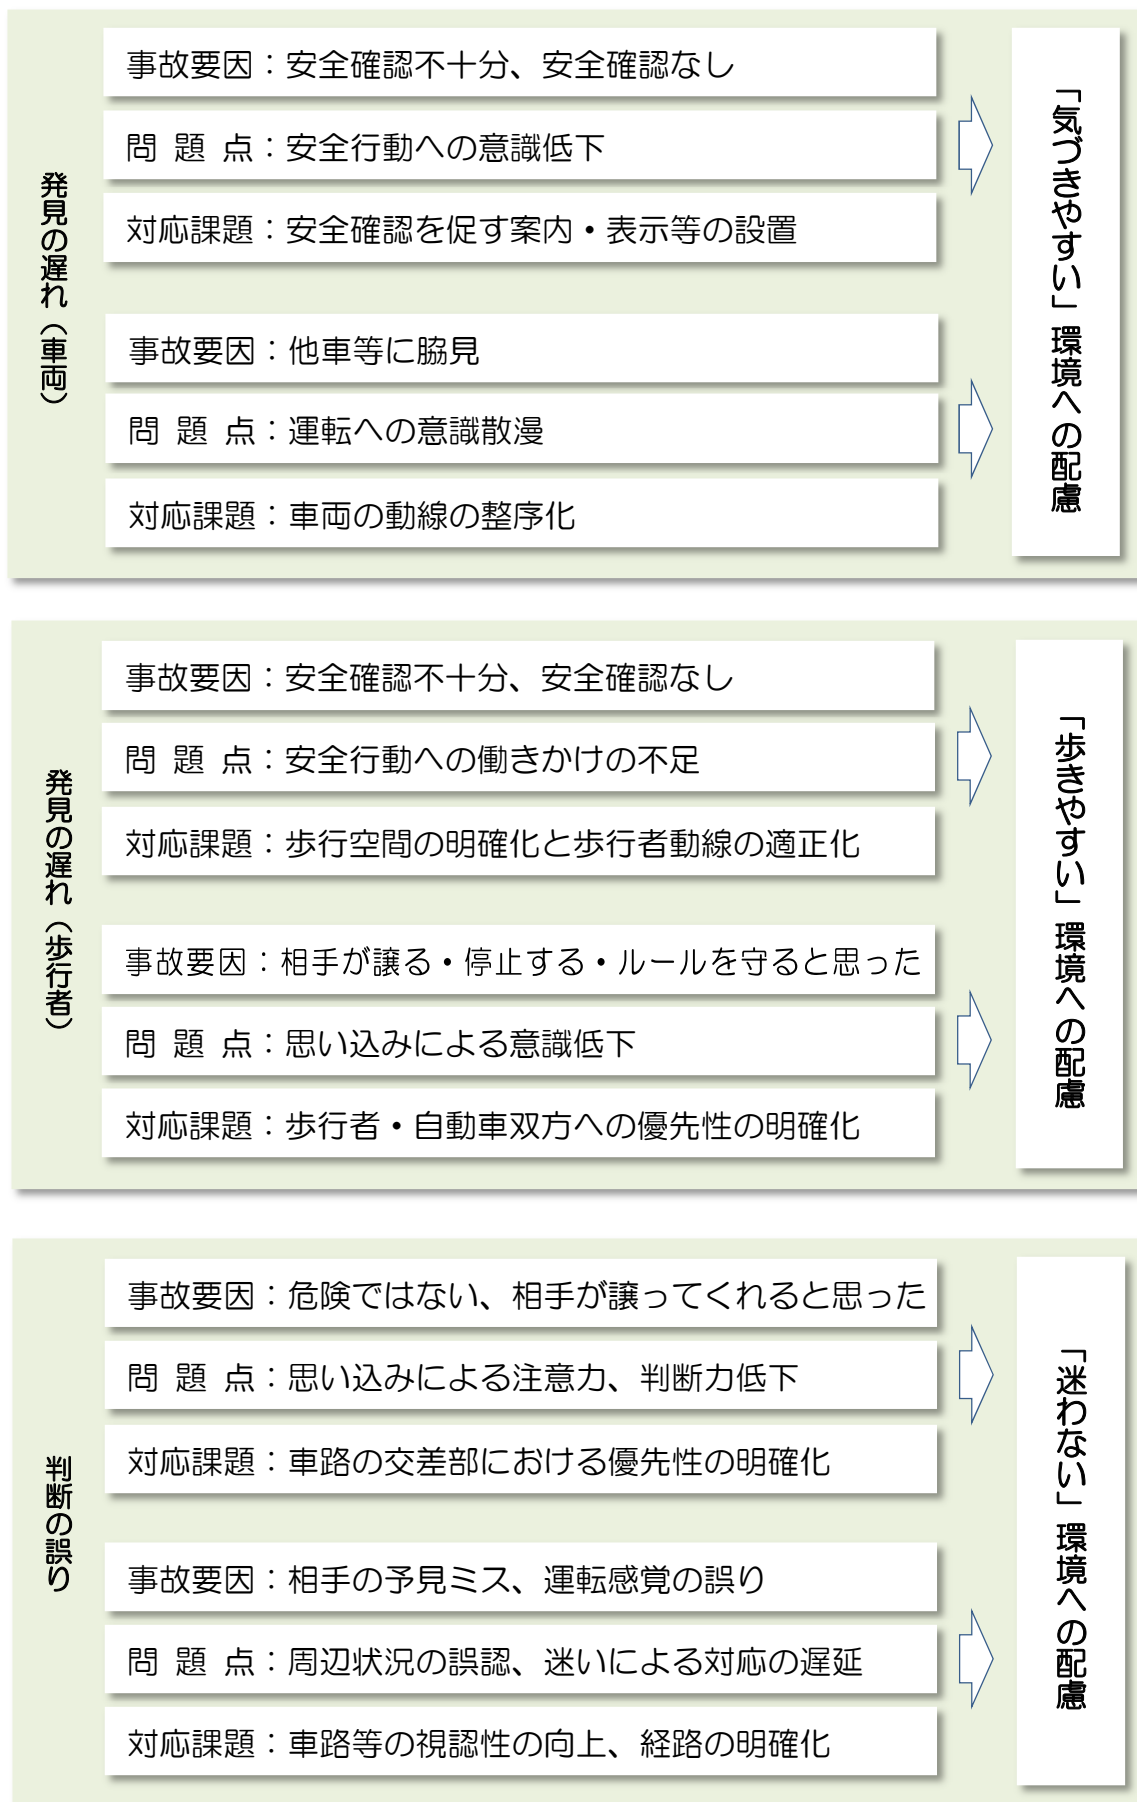 発見の遅れ（車両）
事故要因：安全確認不十分、安全確認なし
問 題 点：安全行動への意識低下
対応課題：安全確認を促す案内・表示等の設置
事故要因：他車等に脇見
問 題 点：運転への意識散漫
対応課題：車両の動線の整序化
「気づきやすい」環境への配慮
発見の遅れ（歩行者）
事故要因：安全確認不十分、安全確認なし
問 題 点：安全行動への働きかけの不足
対応課題：歩行空間の明確化と歩行者動線の適正化
事故要因：相手が譲る・停止する・ルールを守ると思った
問 題 点：思い込みによる意識低下
対応課題：歩行者・自動車双方への優先性の明確化
「歩きやすい」環境への配慮
判断の誤り
事故要因：危険ではない、相手が譲ってくれると思った
問 題 点：思い込みによる注意力、判断力低下
対応課題：車路の交差部における優先性の明確化
事故要因：相手の予見ミス、運転感覚の誤り
問 題 点：周辺状況の誤認、迷いによる対応の遅延
対応課題：車路等の視認性の向上、経路の明確化
「迷わない」環境への配慮